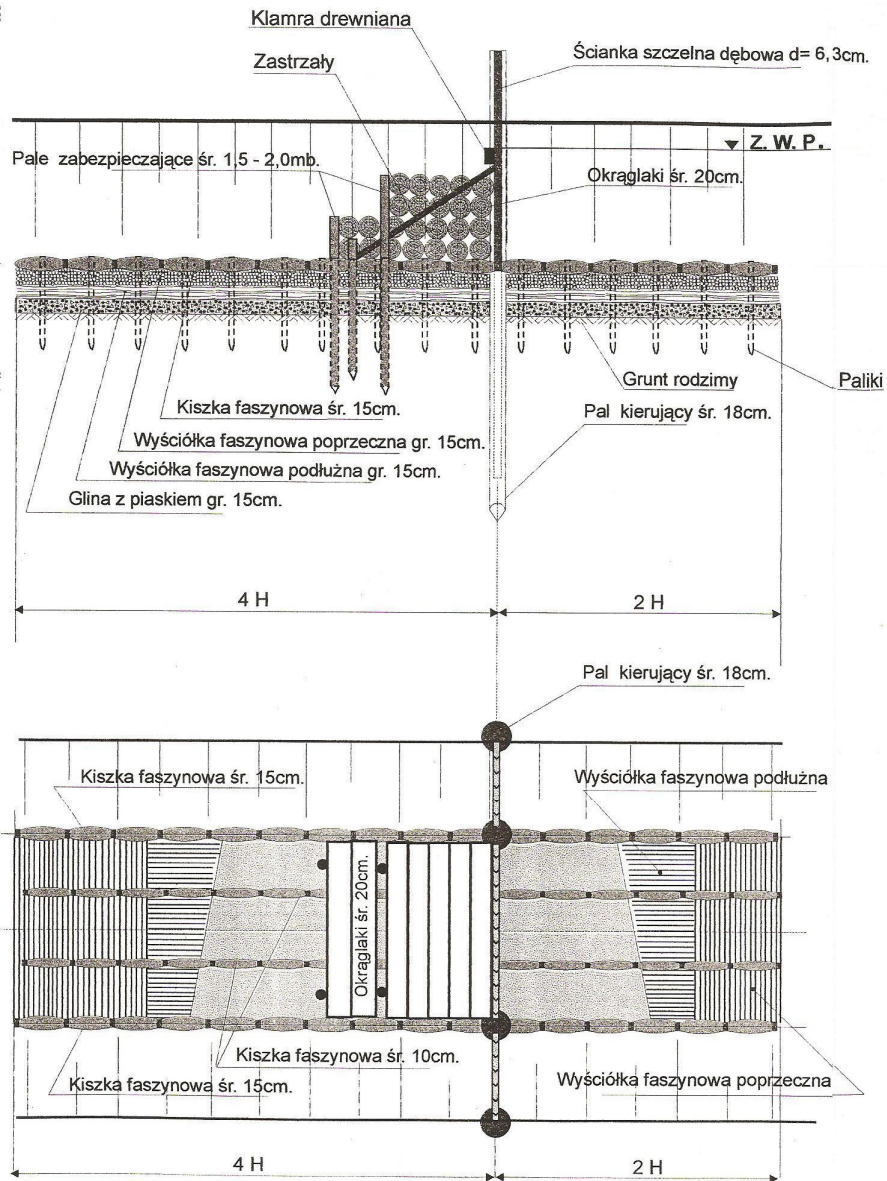 Klamra drewniana
Zastrzały
Ścianka szczelna dębowa d= 6,3cm.
Z. W. P.
Pale zabezpieczające śr. 1,5 - 2,0mb.
Okrąglaki śr. 20cm.
Grunt rodzimy
Paliki
Kiszka faszynowa śr. 15cm.
Pal kierujący śr. 18cm.
Wyściółka faszynowa poprzeczna gr. 15cm.
Wyściółka faszynowa podłużna gr. 15cm.
Glina z piaskiem gr. 15cm.
4 H
2 H
Pal kierujący śr. 18cm.
Kiszka faszynowa śr. 15cm.
Wyściółka faszynowa podłużna
Okrąglaki śr. 20cm.
Kiszka faszynowa śr. 10cm.
Kiszka faszynowa śr. 15cm.
Wyściółka faszynowa poprzeczna
4 H
2 H